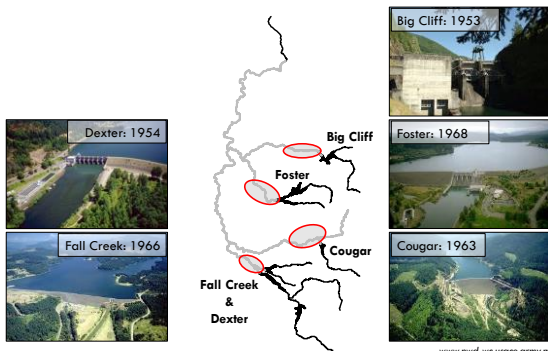 Big Cliff: 1953
Dexter: 1954
Big Cliff
Foster: 1968
Foster
Fall Creek: 1966
Cougar
Cougar: 1963
Fall Creek
&
Dexter